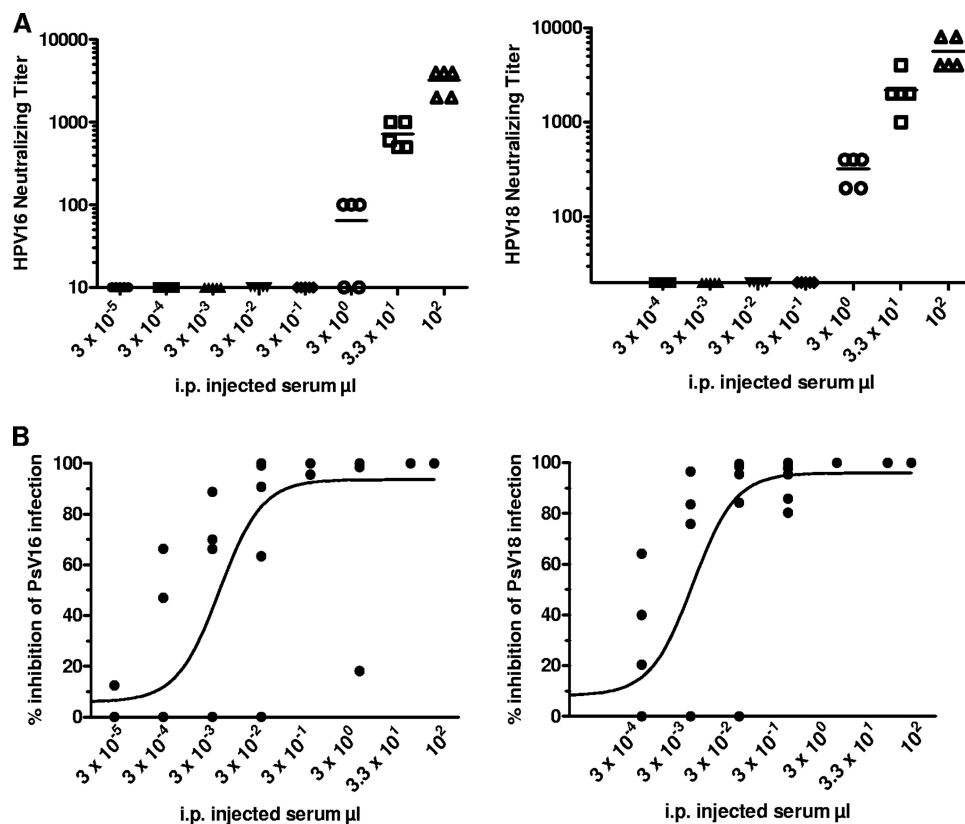 A
HPV16 Neutralizing Titer
10000
1000
100
10
3 x 10-5
3 x 10-4
3 x 10-3
3 x 10-2
3 x 10-1
3 x 100
3.3 x 101
102
i.p. injected serum µl
HPV18 Neutralizing Titer
10000
1000
100
3 x 10-4
3 x 10-3
3 x 10-2
3 x 10-1
3 x 100
3.3 x 101
102
i.p. injected serum µl
B
% inhibition of PsV16 infection
100
80
60
40
20
0
3 x 10-5
3 x 10-4
3 x 10-3
3 x 10-2
3 x 10-1
3 x 100
3.3 x 101
102
i.p. injected serum µl
% inhibition of PsV18 infection
100
80
60
40
20
0
3 x 10-4
3 x 10-3
3 x 10-2
3 x 10-1
3 x 100
3.3 x 101
102
i.p. injected serum µl